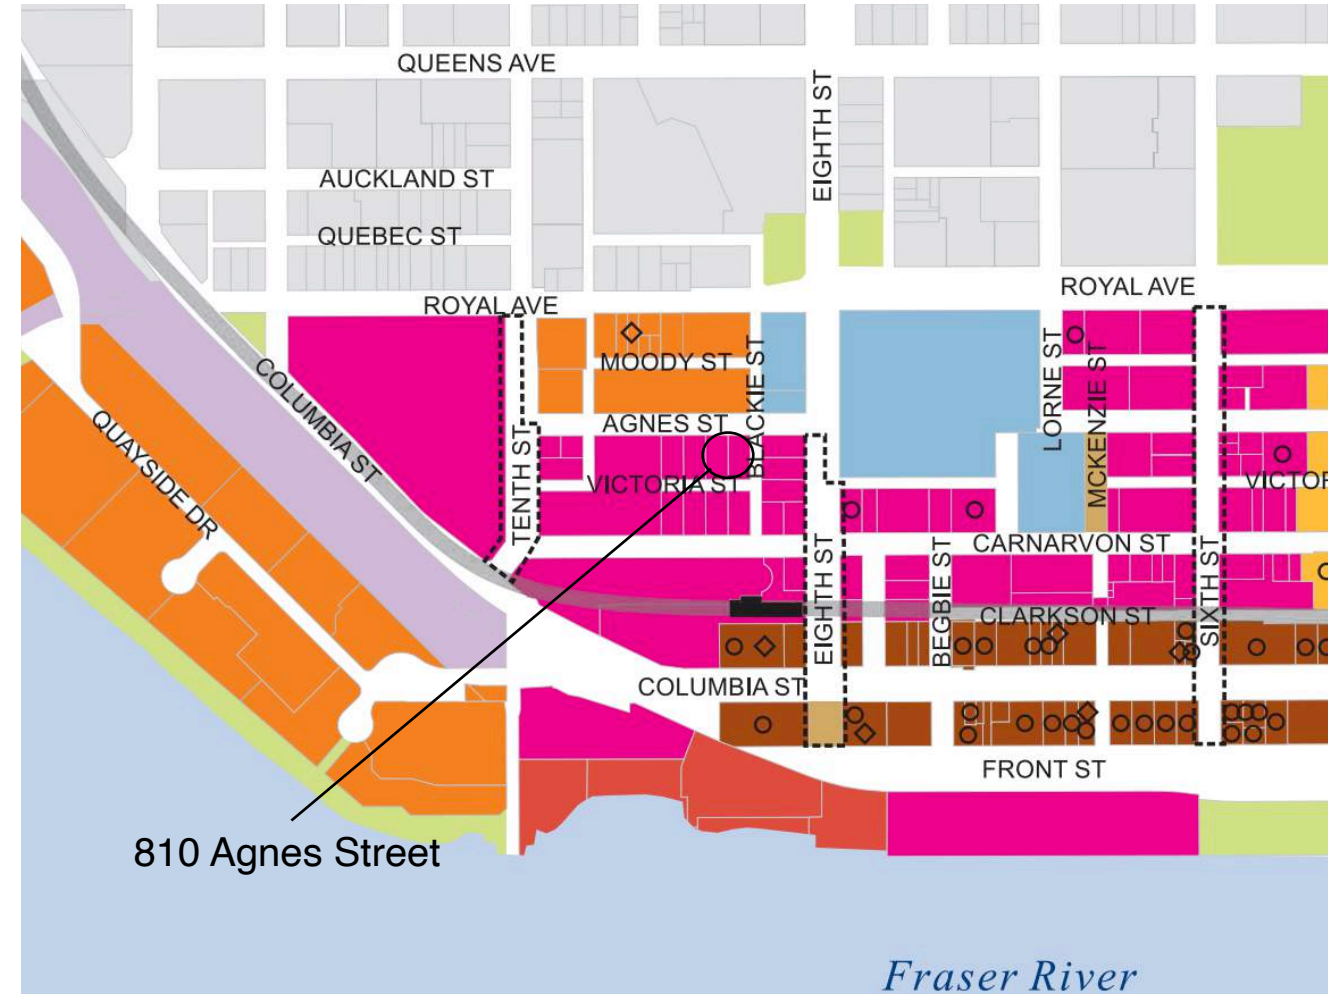 QUEENS AVE
EIGHTH ST
AUCKLAND ST
QUEBEC ST
ROYAL AVE
ROYAL AVE
MOODY ST
BLACKIE ST
LORNE ST
MCKENZIE ST
COLUMBIA ST
QUAYSIDE DR
AGNES ST
TENTH ST
VICTORIA ST
VICTOR
CARNARVON ST
EIGHTH ST
BEGBIE ST
CLARKSON ST
SIXTH ST
COLUMBIA ST
FRONT ST
810 Agnes Street
Fraser River